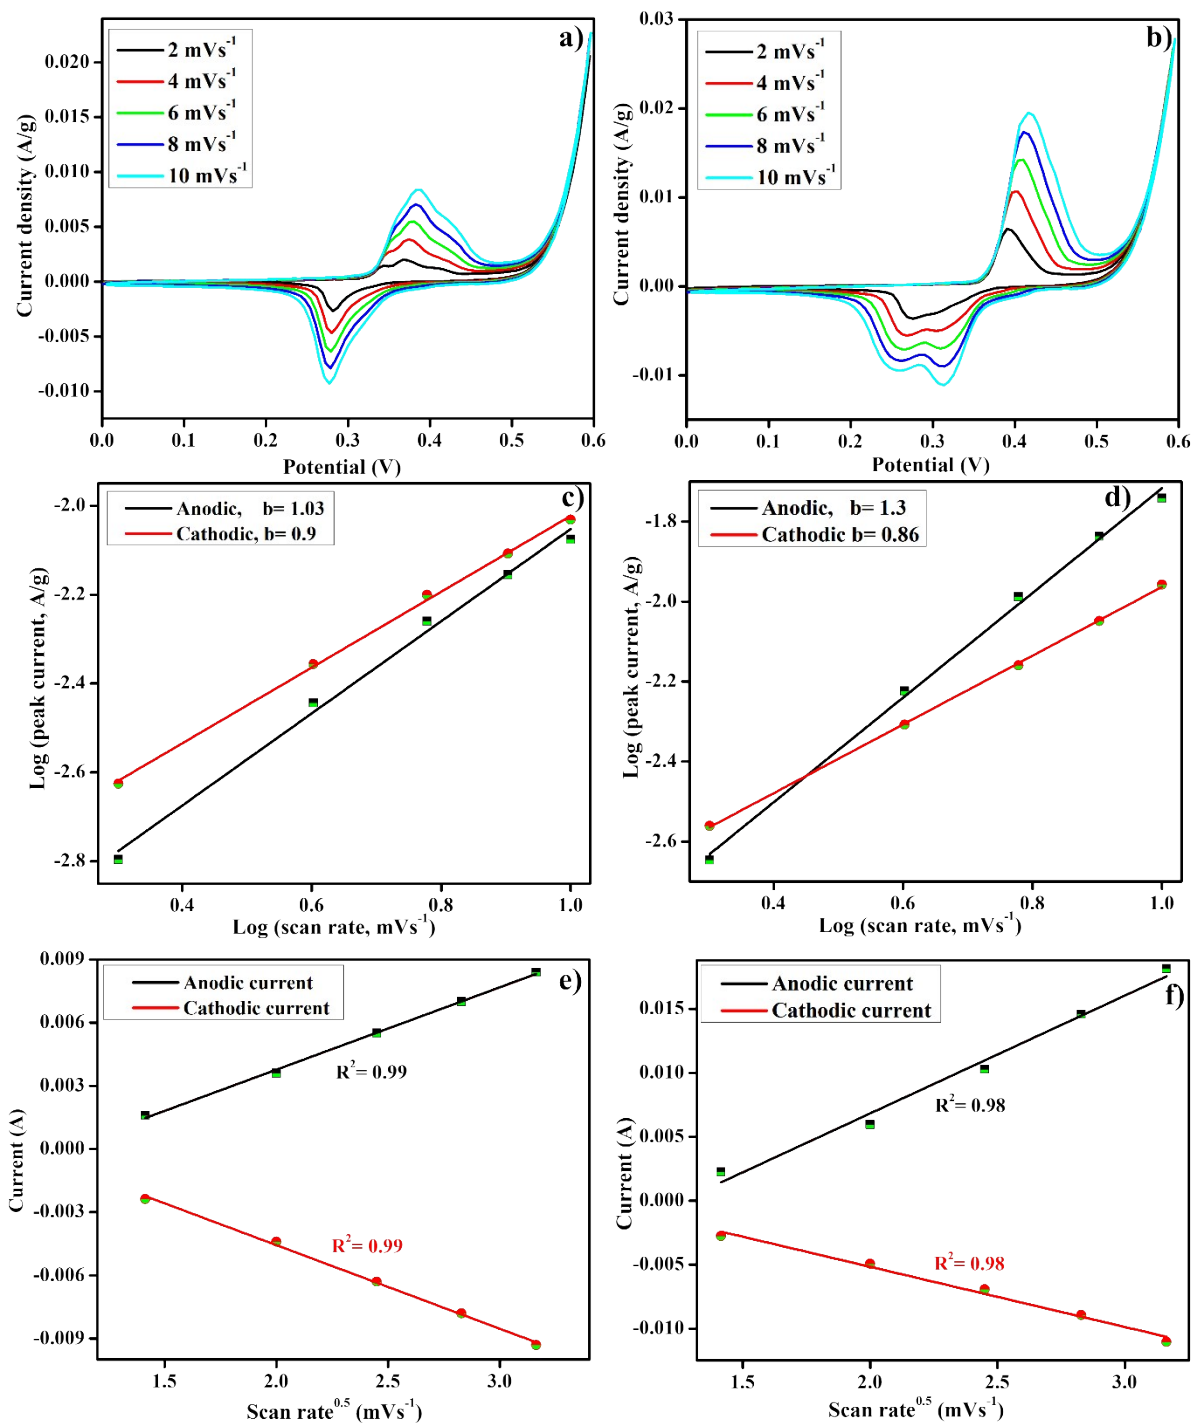 a)
2 mVs⁻¹
4 mVs⁻¹
6 mVs⁻¹
8 mVs⁻¹
10 mVs⁻¹
Current density (A/g)
0.020
0.015
0.010
0.005
0.000
-0.005
-0.010
0.0 0.1 0.2 0.3 0.4 0.5 0.6
Potential (V)
b)
2 mVs⁻¹
4 mVs⁻¹
6 mVs⁻¹
8 mVs⁻¹
10 mVs⁻¹
Current density (A/g)
0.03
0.02
0.01
0.00
-0.01
0.0 0.1 0.2 0.3 0.4 0.5 0.6
Potential (V)
c)
Anodic, b= 1.03
Cathodic, b= 0.9
Log (peak current, A/g)
-2.0
-2.2
-2.4
-2.6
-2.8
0.4 0.6 0.8 1.0
Log (scan rate, mVs⁻¹)
d)
Anodic, b= 1.3
Cathodic b= 0.86
Log (peak current, A/g)
-1.8
-2.0
-2.2
-2.4
-2.6
0.4 0.6 0.8 1.0
Log (scan rate, mVs⁻¹)
e)
Anodic current
Cathodic current
R²= 0.99
R²= 0.99
Current (A)
0.009
0.006
0.003
0.000
-0.003
-0.006
-0.009
1.5 2.0 2.5 3.0
Scan rate⁰·⁵ (mVs⁻¹)
f)
Anodic current
Cathodic current
R²= 0.98
R²= 0.98
Current (A)
0.015
0.010
0.005
0.000
-0.005
-0.010
1.5 2.0 2.5 3.0
Scan rate⁰·⁵ (mVs⁻¹)